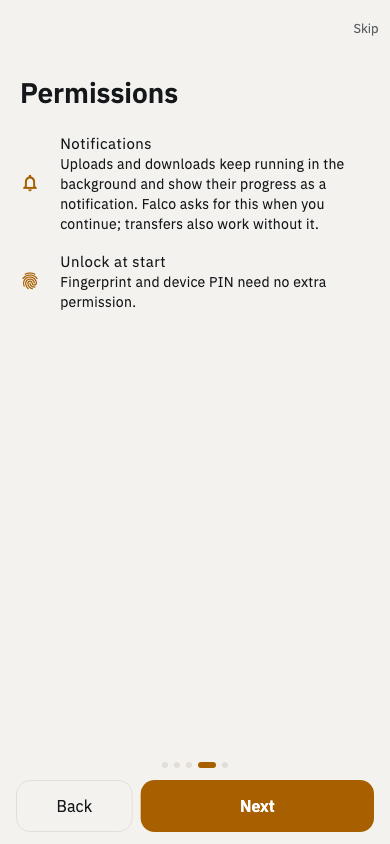 Skip
Permissions
Notifications
Uploads and downloads keep running in the
background and show their progress as a
notification. Falco asks for this when you
continue; transfers also work without it.
Unlock at start
Fingerprint and device PIN need no extra
permission.
Back
Next